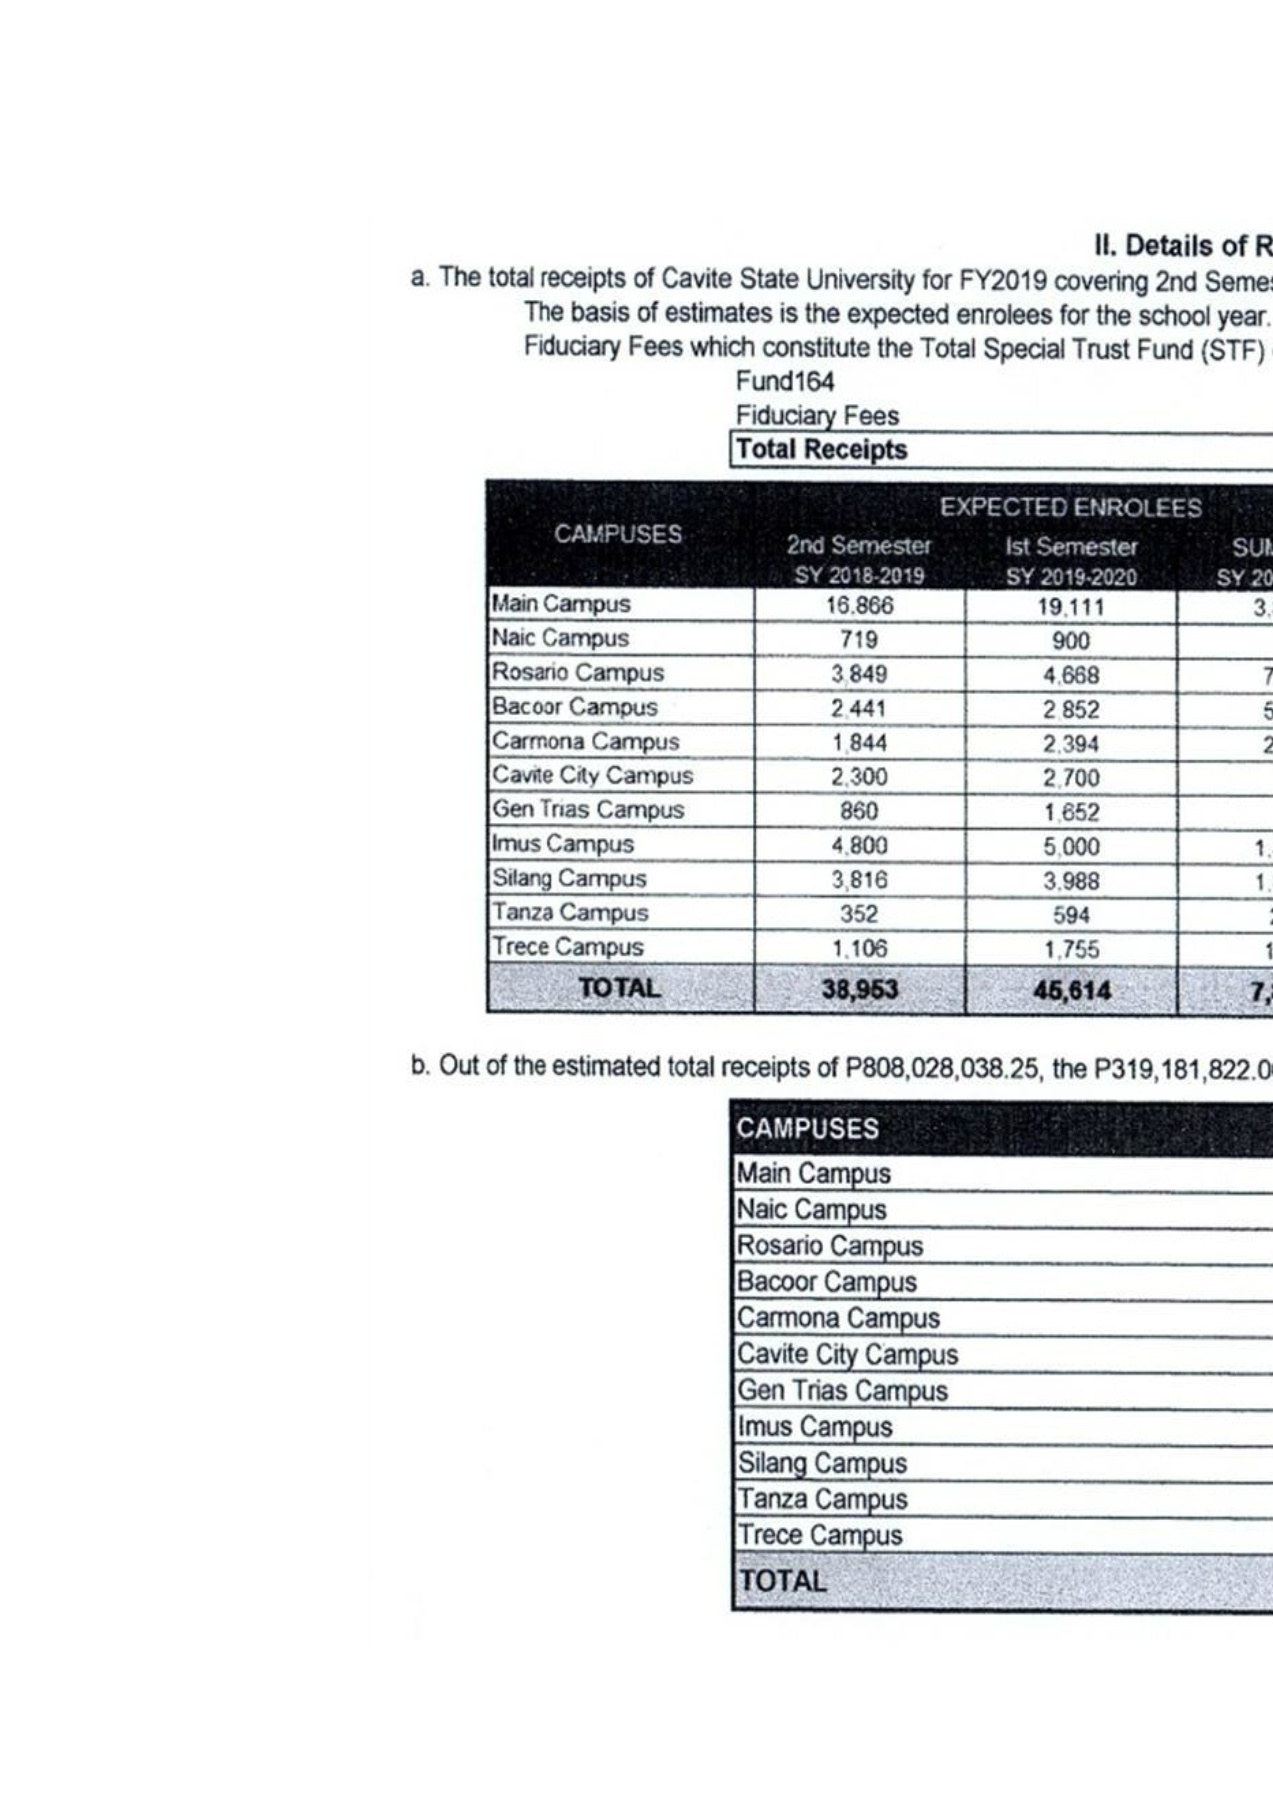 II. Details of R
a. The total receipts of Cavite State University for FY2019 covering 2nd Semes
The basis of estimates is the expected enrolees for the school year.
Fiduciary Fees which constitute the Total Special Trust Fund (STF)
Fund164
Fiduciary Fees
Total Receipts
CAMPUSES EXPECTED ENROLEES
2nd Semester Ist Semester SUM
SY 2018-2019 SY 2019-2020 SY 20
Main Campus 16.866 19,111 3.
Naic Campus 719 900
Rosario Campus 3,849 4,668 7
Bacoor Campus 2,441 2 852 5
Carmona Campus 1,844 2,394 2
Cavite City Campus 2,300 2,700
Gen Trias Campus 860 1,652
Imus Campus 4,800 5,000 1.
Silang Campus 3,816 3,988 1.
Tanza Campus 352 594
Trece Campus 1,106 1,755 1
TOTAL 38,953 45,614 7,
b. Out of the estimated total receipts of P808,028,038.25, the P319,181,822.0
CAMPUSES
Main Campus
Naic Campus
Rosario Campus
Bacoor Campus
Carmona Campus
Cavite City Campus
Gen Trias Campus
Imus Campus
Silang Campus
Tanza Campus
Trece Campus
TOTAL